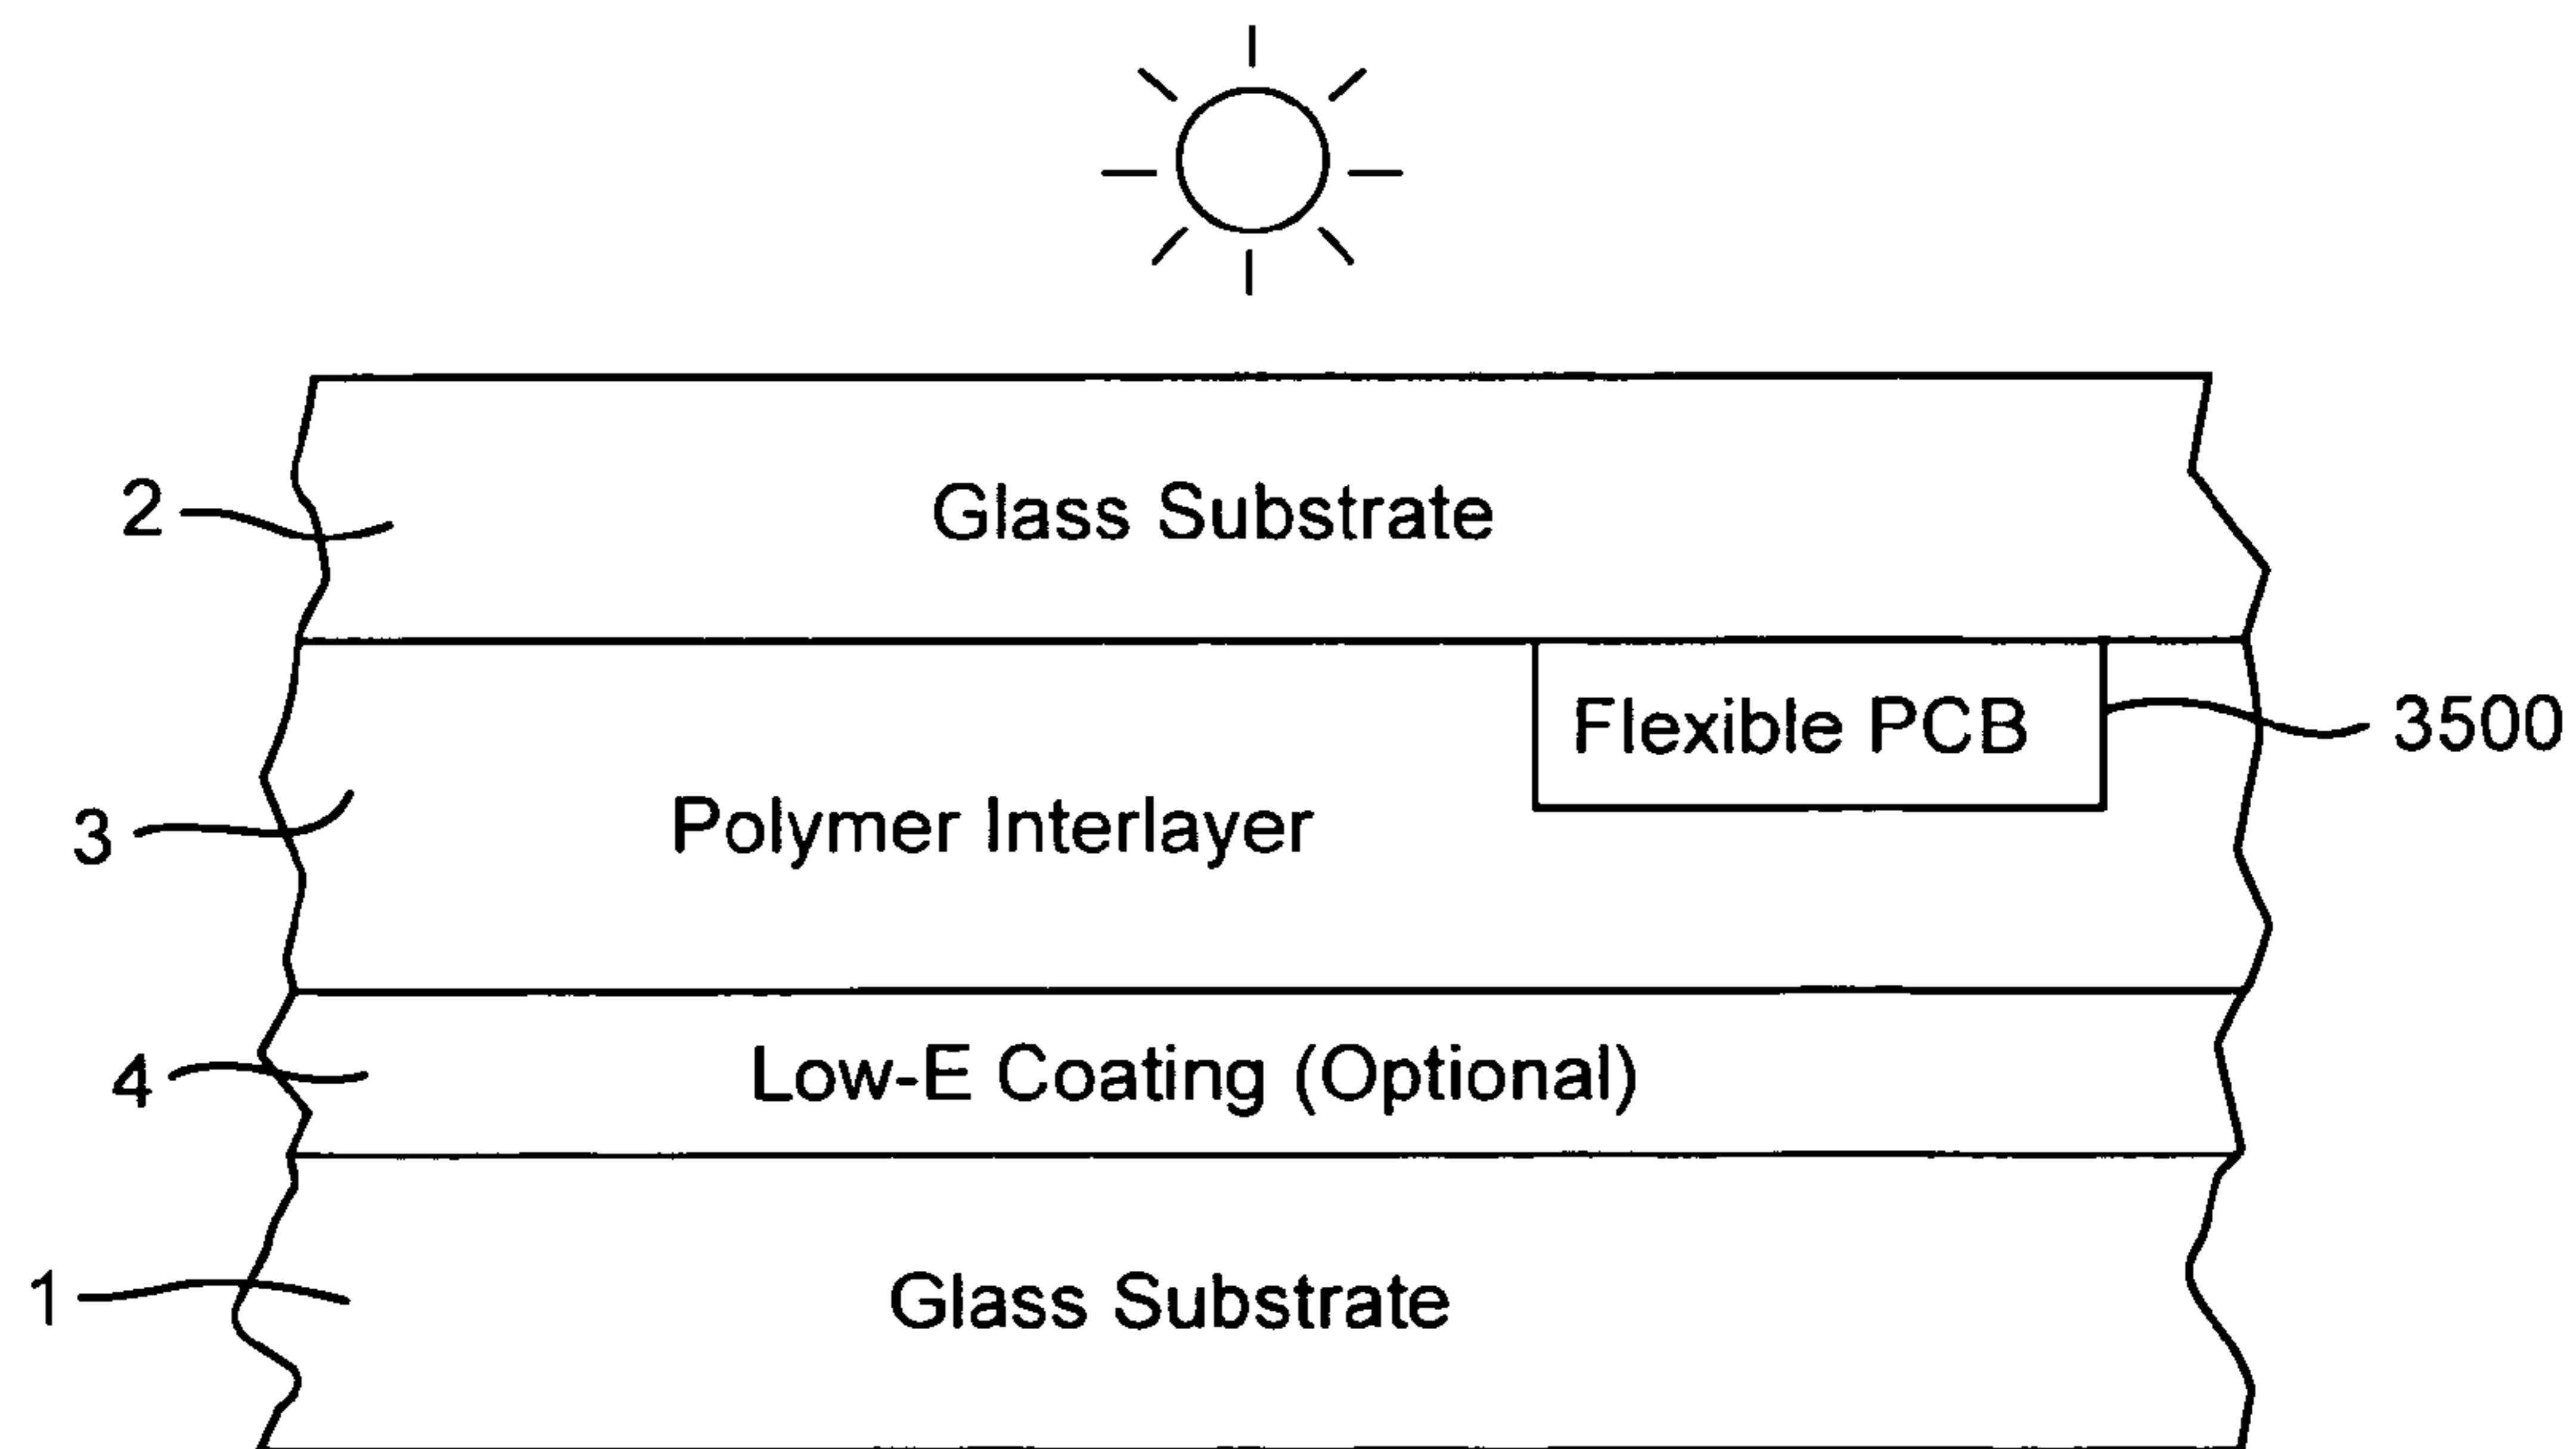 2
Glass Substrate
Flexible PCB
3500
3
Polymer Interlayer
4
Low-E Coating (Optional)
1
Glass Substrate